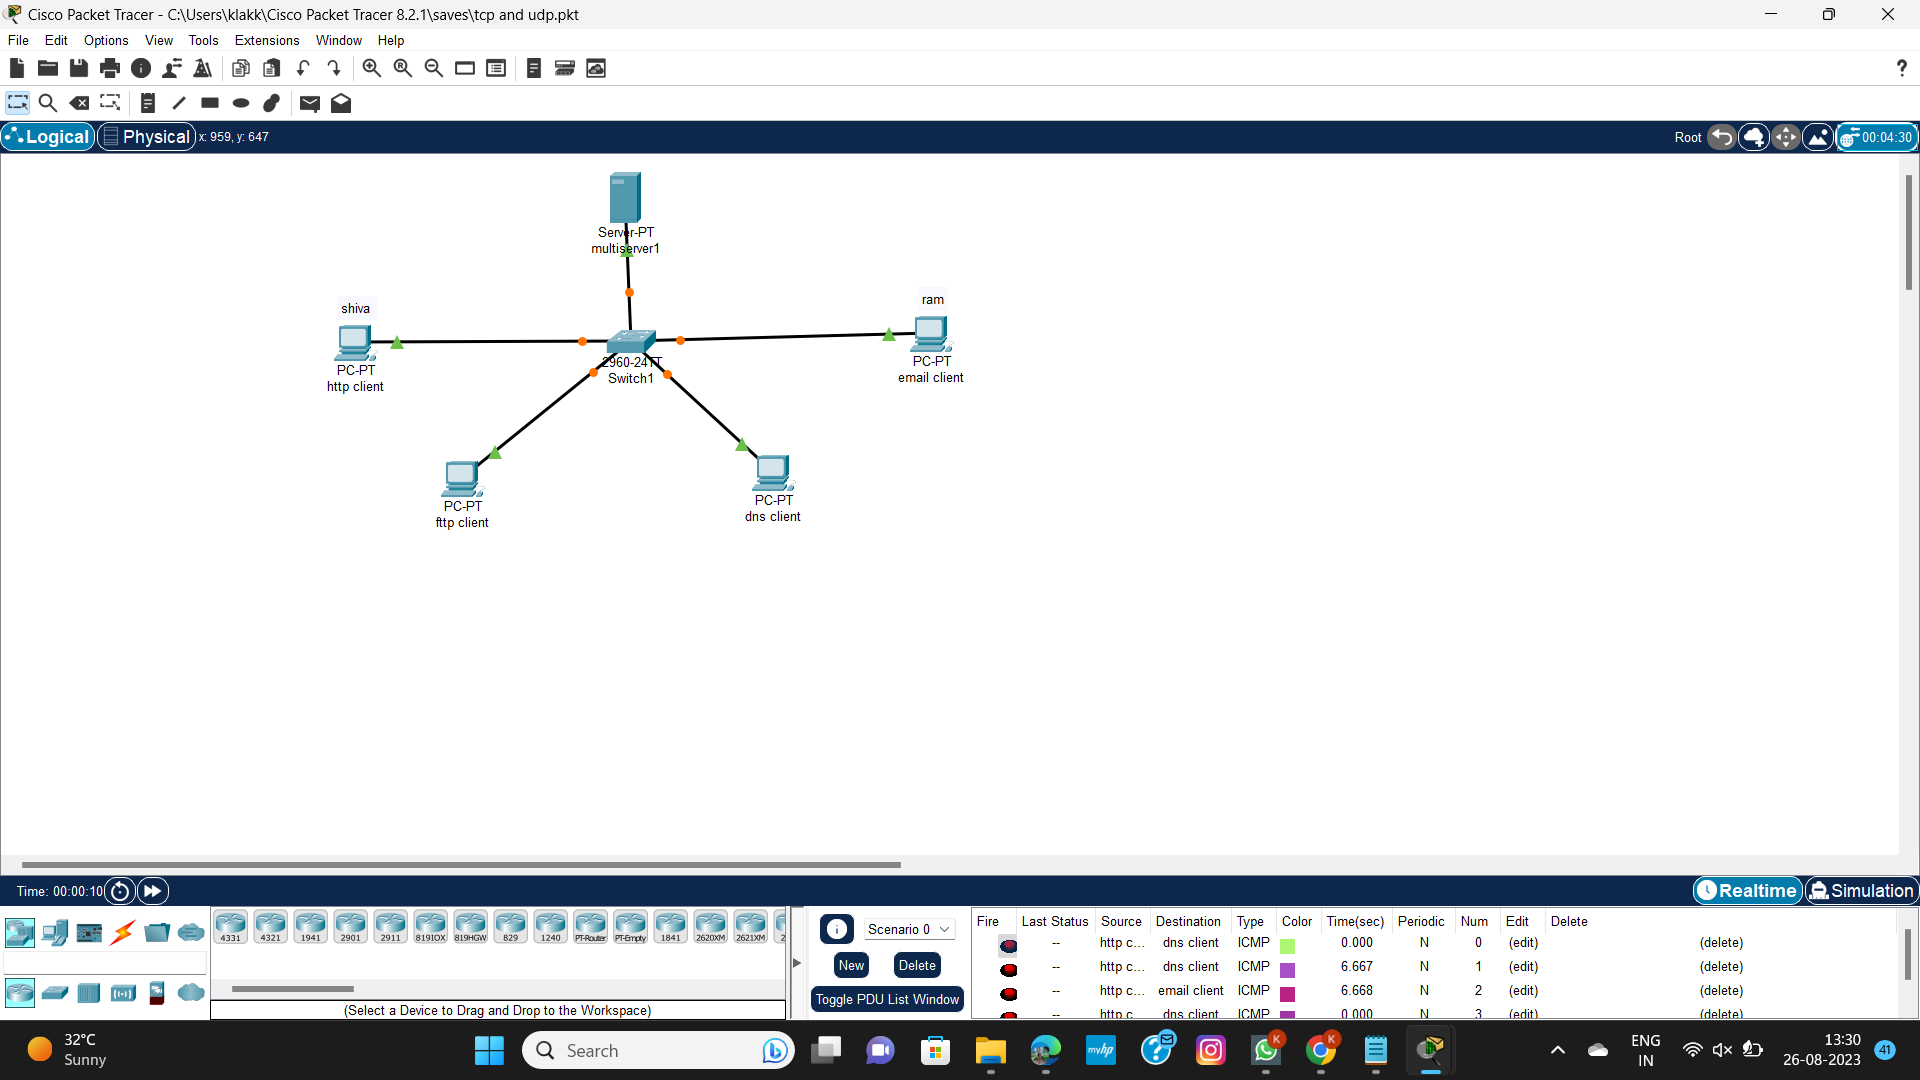 Cisco Packet Tracer - C:\Users\klakk\Cisco Packet Tracer 8.2.1\saves\tcp and udp.pkt
File Edit Options View Tools Extensions Window Help
?
Logical Physical x: 959, y: 647 Root 00:04:30
Server-PT
multiserver1
shiva
PC-PT
http client
ram
PC-PT
email client
2960-24TT
Switch1
PC-PT
fttp client
PC-PT
dns client
Time: 00:00:10 Realtime Simulation
4331 4321 1941 2901 2911 819IOX 819HGW 829 1240 PT-Router PT-Empty 1841 2620XM 2621XM 2
(Select a Device to Drag and Drop to the Workspace)
Scenario 0
New Delete
Toggle PDU List Window
Fire Last Status Source Destination Type Color Time(sec) Periodic Num Edit Delete
-- http c... dns client ICMP 0.000 N 0 (edit) (delete)
-- http c... dns client ICMP 6.667 N 1 (edit) (delete)
-- http c... email client ICMP 6.668 N 2 (edit) (delete)
-- http c dns client ICMP 0.000 N 3 (edit) (delete)
32°C
Sunny
Search
myhp
K
K
ENG
IN
13:30
26-08-2023
41